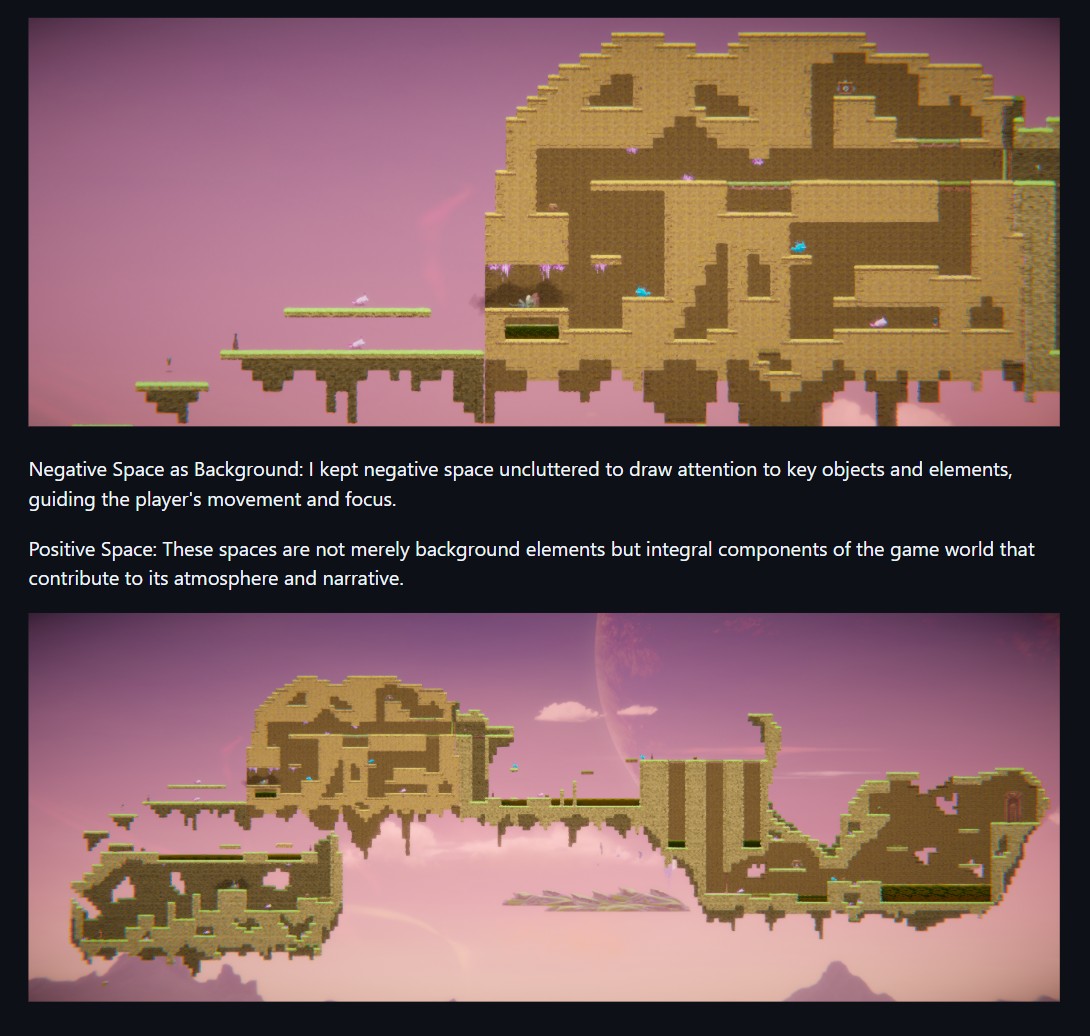 Negative Space as Background: I kept negative space uncluttered to draw attention to key objects and elements,
guiding the player's movement and focus.
Positive Space: These spaces are not merely background elements but integral components of the game world that
contribute to its atmosphere and narrative.